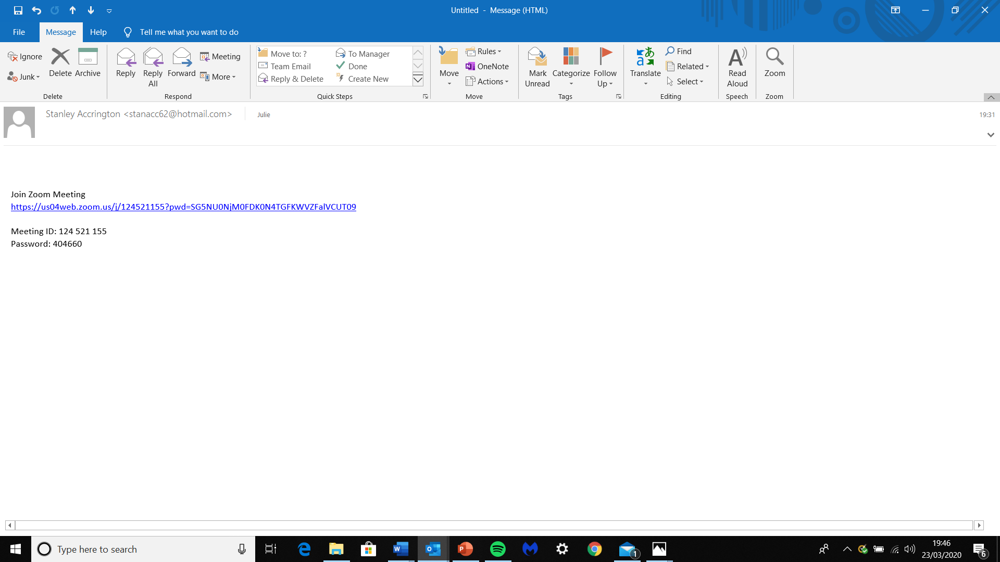 Untitled - Message (HTML)
File Message Help Tell me what you want to do
Ignore
Junk
Delete
Archive
Delete
Reply
Reply All
Forward
Meeting
More
Respond
Move to: ?
Team Email
Reply & Delete
To Manager
Done
Create New
Quick Steps
Move
Rules
OneNote
Actions
Move
Mark Unread
Categorize
Follow Up
Tags
Translate
Find
Related
Select
Editing
Read Aloud
Speech
Zoom
Zoom
Stanley Accrington <stanacc62@hotmail.com> Julie 19:31
Join Zoom Meeting
https://us04web.zoom.us/j/124521155?pwd=SG5NU0NjM0FDK0N4TGFKWVZFalVCUT09
Meeting ID: 124 521 155
Password: 404660
Type here to search
1
19:46
23/03/2020
6